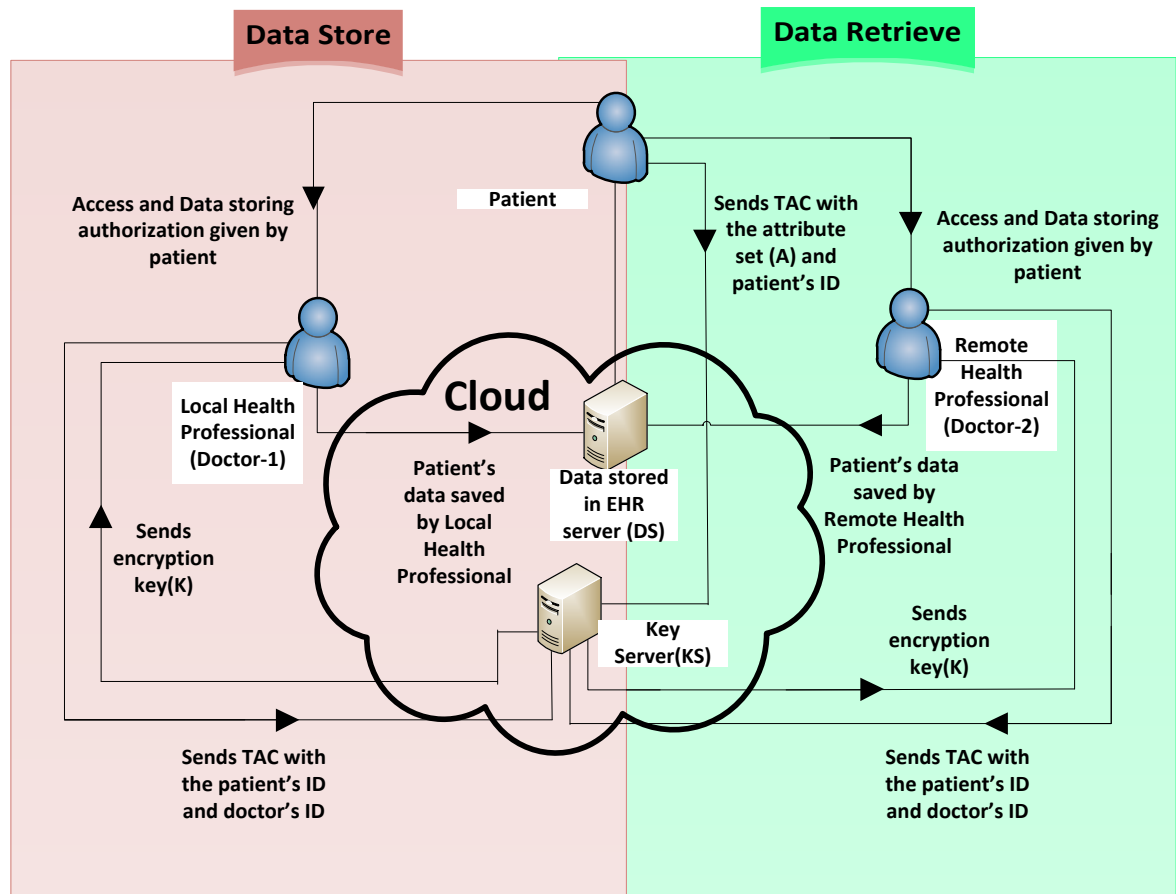 Data Store
Data Retrieve
Patient
Access and Data storing
authorization given by
patient
Sends TAC with
the attribute
set (A) and
patient's ID
Access and Data storing
authorization given by
patient
Local Health
Professional
(Doctor-1)
Cloud
Remote
Health
Professional
(Doctor-2)
Patient's
data saved
by Local
Health
Professional
Data stored
in EHR
server (DS)
Patient's data
saved by
Remote Health
Professional
Sends
encryption
key(K)
Key
Server(KS)
Sends
encryption
key(K)
Sends TAC with
the patient's ID
and doctor's ID
Sends TAC with
the patient's ID
and doctor's ID